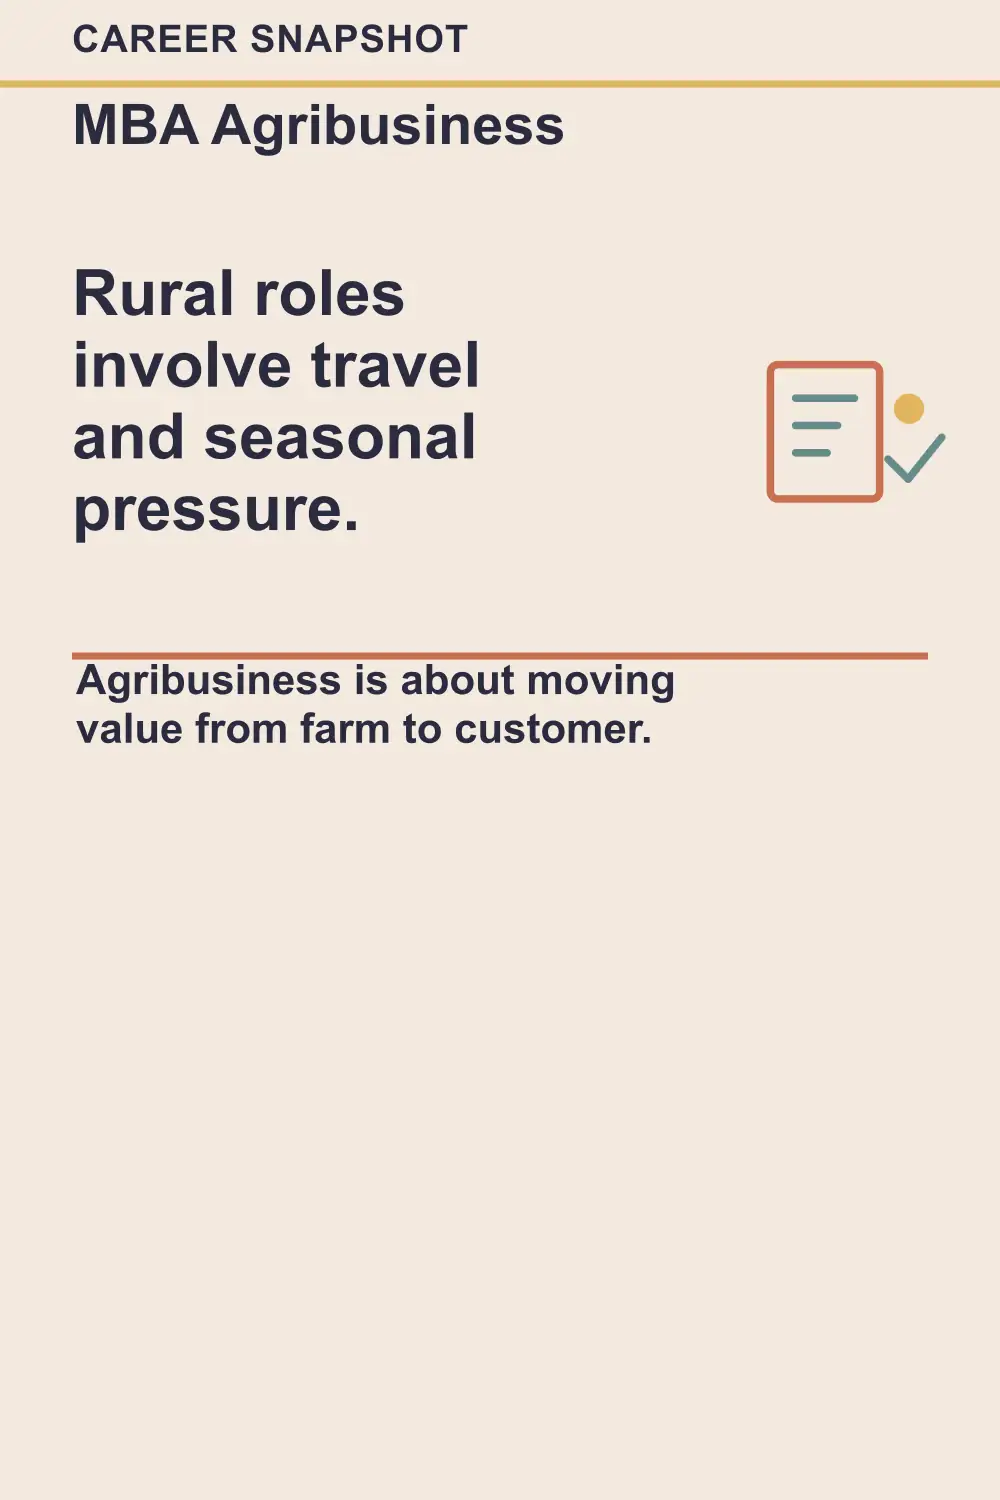 CAREER SNAPSHOT
MBA Agribusiness
Rural roles
involve travel
and seasonal
pressure.
Agribusiness is about moving
value from farm to customer.